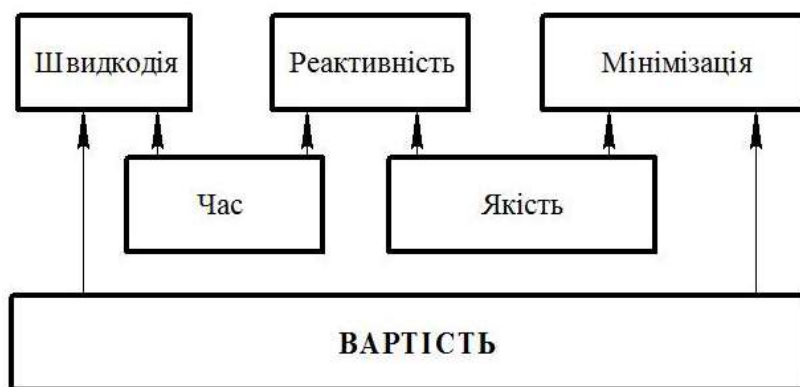 Швидкодія
Реактивність
Мінімізація
Час
Якість
ВАРТІСТЬ